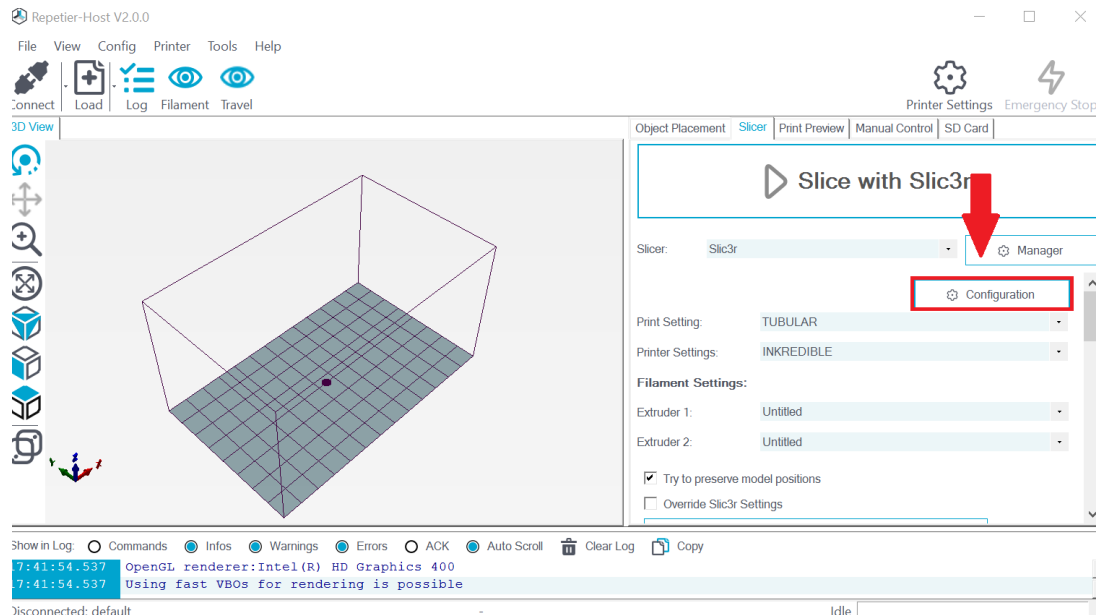 Repetier-Host V2.0.0
File View Config Printer Tools Help
Connect Load Log Filament Travel Printer Settings Emergency Stop
3D View Object Placement Slicer Print Preview Manual Control SD Card
Slice with Slic3r
Slicer: Slic3r Manager
Configuration
Print Setting: TUBULAR
Printer Settings: INKREDIBLE
Filament Settings:
Extruder 1: Untitled
Extruder 2: Untitled
Try to preserve model positions
Override Slic3r Settings
Show in Log: Commands Infos Warnings Errors ACK Auto Scroll Clear Log Copy
17:41:54.537 OpenGL renderer:Intel(R) HD Graphics 400
17:41:54.537 Using fast VBOs for rendering is possible
Disconnected: default - Idle